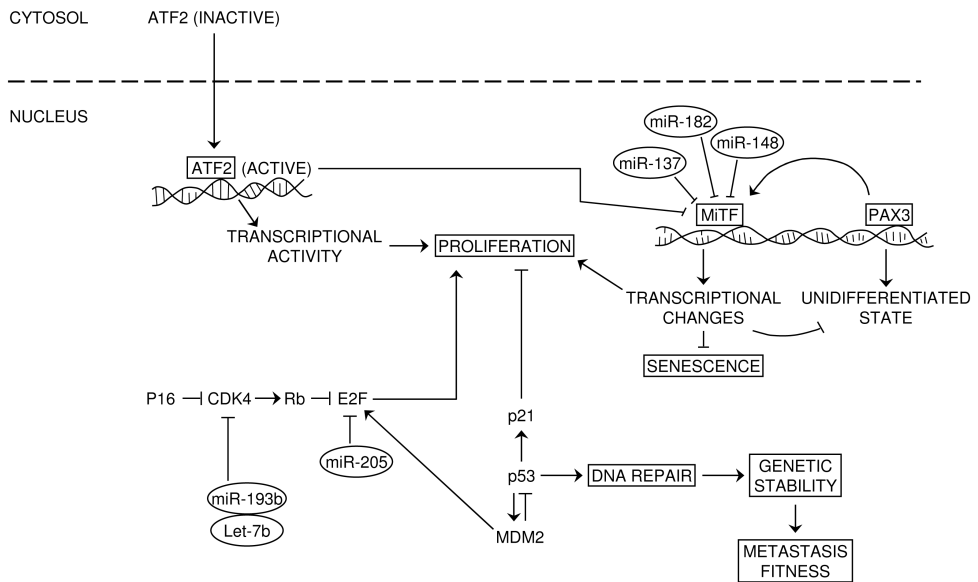 CYTOSOL
ATF2 (INACTIVE)
NUCLEUS
miR-182
miR-148
miR-137
ATF2 (ACTIVE)
MiTF
PAX3
TRANSCRIPTIONAL
ACTIVITY
PROLIFERATION
TRANSCRIPTIONAL
CHANGES
UNIDIFFERENTIATED
STATE
SENESCENCE
P16
CDK4
Rb
E2F
p21
miR-205
p53
DNA REPAIR
GENETIC
STABILITY
miR-193b
Let-7b
MDM2
METASTASIS
FITNESS